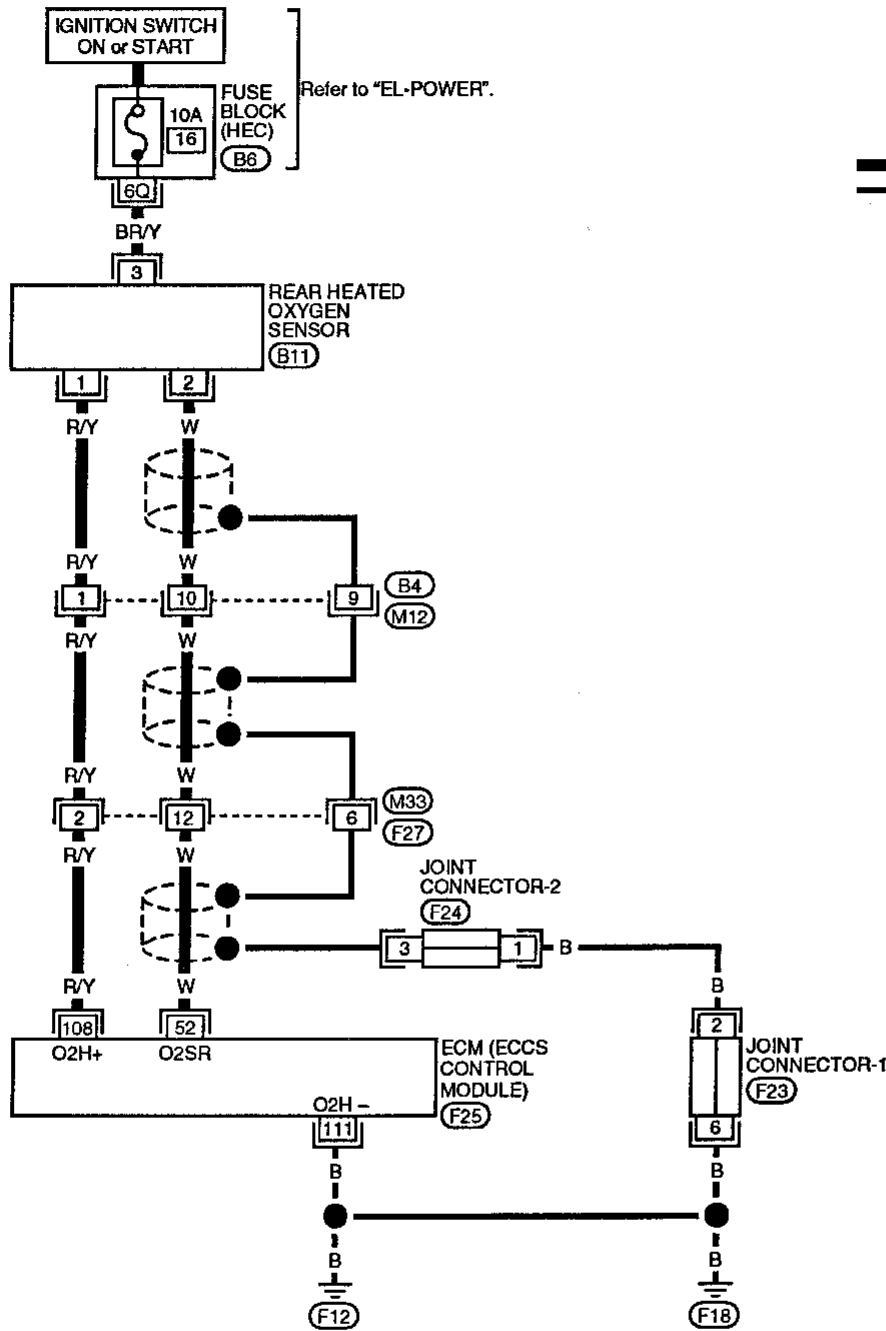 IGNITION SWITCH
ON or START
Refer to "EL-POWER".
FUSE
BLOCK
(HEC)
B6
10A
16
6Q
BR/Y
3
REAR HEATED
OXYGEN
SENSOR
B11
1 2
R/Y W
R/Y W
1 10 9
B4
M12
R/Y W
R/Y W
2 12 6
M33
F27
R/Y W
JOINT
CONNECTOR-2
F24
3 1 B
B
R/Y W
108 52
2
O2H+ O2SR
ECM (ECCS
CONTROL
MODULE)
F25
JOINT
CONNECTOR-1
F23
O2H –
111
6
B B
B B
F12 F18